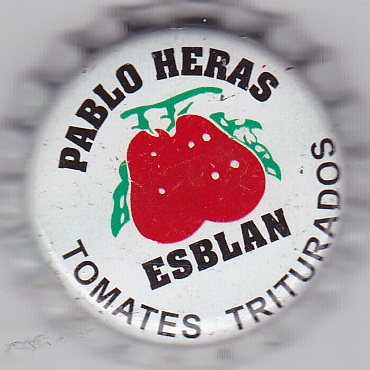 PABLO HERAS
ESBLAN
TOMATES TRITURADOS